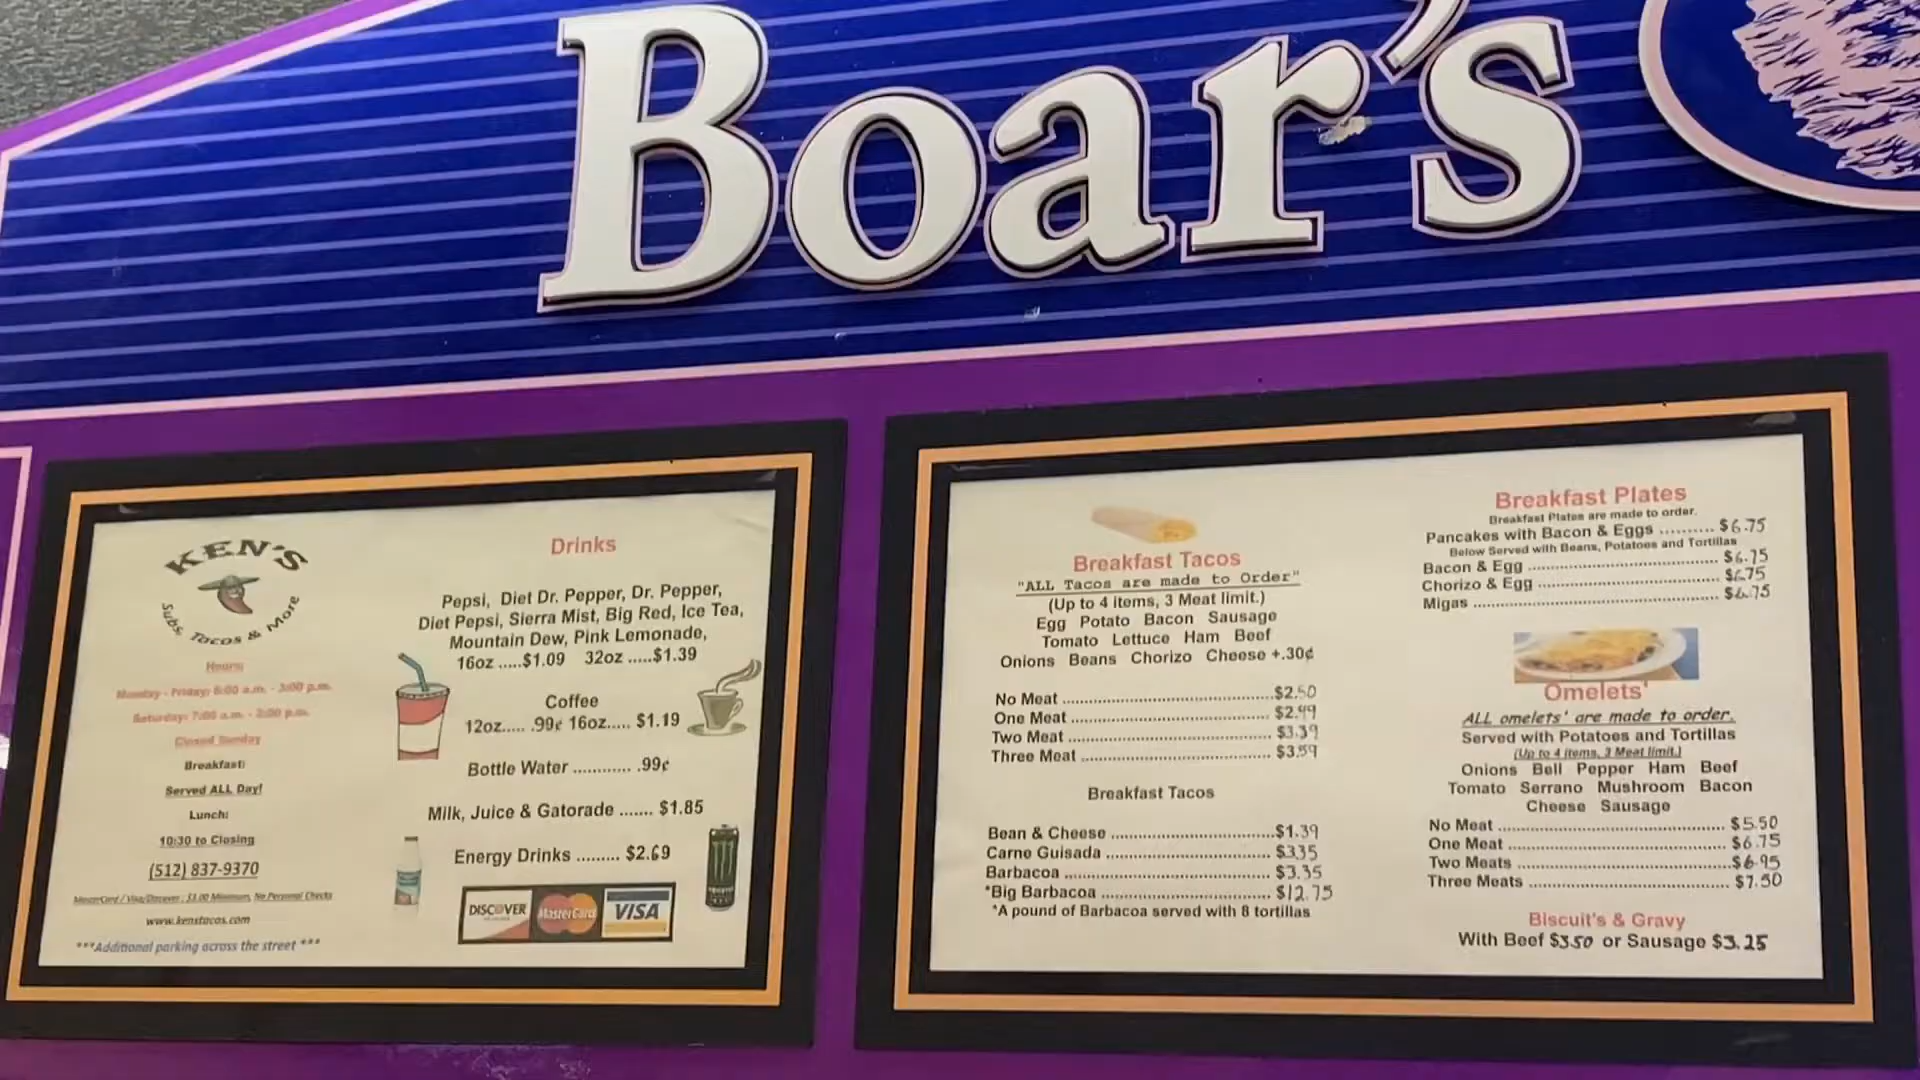 Boar's
KEN'S
Subs, Tacos & More
Hours:
Monday - Friday: 6:00 a.m. - 3:00 p.m.
Saturday: 7:00 a.m. - 2:00 p.m.
Closed Sunday
Breakfast:
Served ALL Day!
Lunch:
10:30 to Closing
(512) 837-9370
MasterCard / Visa/Discover : $3.00 Minimum, No Personal Checks
www.kenstacos.com
***Additional parking across the street ***
Drinks
Pepsi, Diet Dr. Pepper, Dr. Pepper,
Diet Pepsi, Sierra Mist, Big Red, Ice Tea,
Mountain Dew, Pink Lemonade,
16oz .....$1.09 32oz .....$1.39
Coffee
12oz..... .99¢ 16oz..... $1.19
Bottle Water ............ .99¢
Milk, Juice & Gatorade ....... $1.85
Energy Drinks ......... $2.69
DISCOVER MasterCard VISA
Breakfast Tacos
"ALL Tacos are made to Order"
(Up to 4 items, 3 Meat limit.)
Egg Potato Bacon Sausage
Tomato Lettuce Ham Beef
Onions Beans Chorizo Cheese +.30¢
No Meat ..........................................$2.50
One Meat ........................................ $2.99
Two Meat ........................................ $3.39
Three Meat ...................................... $3.59
Breakfast Tacos
Bean & Cheese ................................$1.39
Carne Guisada ................................. $3.35
Barbacoa ......................................... $3.35
*Big Barbacoa .................................. $12.75
*A pound of Barbacoa served with 8 tortillas
Breakfast Plates
Breakfast Plates are made to order.
Pancakes with Bacon & Eggs .......... $6.75
Below Served with Beans, Potatoes and Tortillas
Bacon & Egg ...................................... $6.75
Chorizo & Egg .................................... $6.75
Migas ................................................. $6.75
Omelets'
ALL omelets' are made to order.
Served with Potatoes and Tortillas
(Up to 4 items, 3 Meat limit.)
Onions Bell Pepper Ham Beef
Tomato Serrano Mushroom Bacon
Cheese Sausage
No Meat .............................................. $5.50
One Meat ............................................ $6.75
Two Meats .......................................... $6.95
Three Meats ........................................ $7.50
Biscuit's & Gravy
With Beef $3.50 or Sausage $3.25